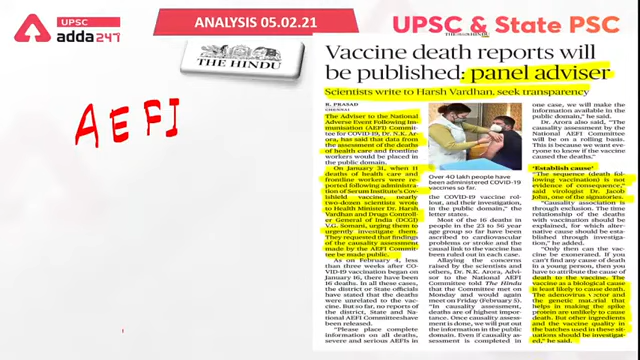 UPSC
adda247
ANALYSIS 05.02.21
UPSC & State PSC
THE HINDU
AEFI
Vaccine death reports will
be published: panel adviser
Scientists write to Harsh Vardhan, seek transparency
R. PRASAD
CHENNAI
The Adviser to the National
Adverse Event Following Im-
munisation (AEFI) Commit-
tee for COVID-19, Dr. N.K. Ar-
ora, has said that data from
the assessment of the deaths
of health care and frontline
workers would be placed in
the public domain.
On January 31, when 11
deaths of health care and
frontline workers were re-
ported following administra-
tion of Serum Institute's Co-
vishield vaccine, nearly
two-dozen scientists wrote
to Health Minister Dr. Harsh
Vardhan and Drugs Control-
ler General of India (DCGI)
V.G. Somani, urging them to
urgently investigate them.
They requested that findings
of the causality assessment
made by the AEFI Commit-
tee be made public.
As on February 4, less
than three weeks after CO-
VID-19 vaccination began on
January 16, there have been
16 deaths in all. In all these
cases, the district or State officials
have stated that the deaths
were unrelated to the vac-
cine. But so far, no reports of
the district, State and Na-
tional AEFI Committees have
been released.
"Please place complete
information on all deaths,
severe and serious AEFIs in
Over 40 lakh people have
been administered COVID-19
vaccines so far.
the COVID-19 vaccine rol-
lout, and their investigation,
in the public domain," the
letter states.
Most of the 16 deaths in
people in the 23 to 56 year
age group so far have been
ascribed to cardiovascular
problems or stroke and the
causal link to the vaccine
has been ruled out in each case.
Allaying the concerns
raised by the scientists and
others, Dr. N.K. Arora, Advi-
sor to the National AEFI
Committee told The Hindu
that the Committee met on
Monday and would again
meet on Friday (February 5).
"In causality assessment,
deaths are of highest impor-
tance. Once causality assess-
ment is done, we will put out
the information in the public
domain. Even if causality as-
sessment is completed in
one case, we will make the
information available in the
public domain," he said.
Dr. Arora also said, "The
causality assessment by the
National AEFI Committee
will be on rolling basis. This
is because we want every-
one to know if the vaccine
caused the deaths."
'Establish cause'
"The sequence (death fol-
lowing vaccination) is not
evidence of consequence,"
said virologist Dr. Jacob
John, one of the signatories.
"Causality association is
through exclusion. The time
relationship of the deaths
with vaccination should be
explained, for which alter-
native cause should be es-
tablished through investiga-
tion," he added.
"Only then can the vaccine
be exonerated. If you
can't find any cause of death
in a young person, then you
have to attribute the cause of
death to the vaccine. The
vaccine as a biological cause
is least likely to cause death.
The adenovirus vector and
the genetic material that
helps in making the spike
protein are unlikely to cause
death. But other ingredients
and the vaccine quality in
the batches used in these si-
tuations should be investigat-
ed," he said.